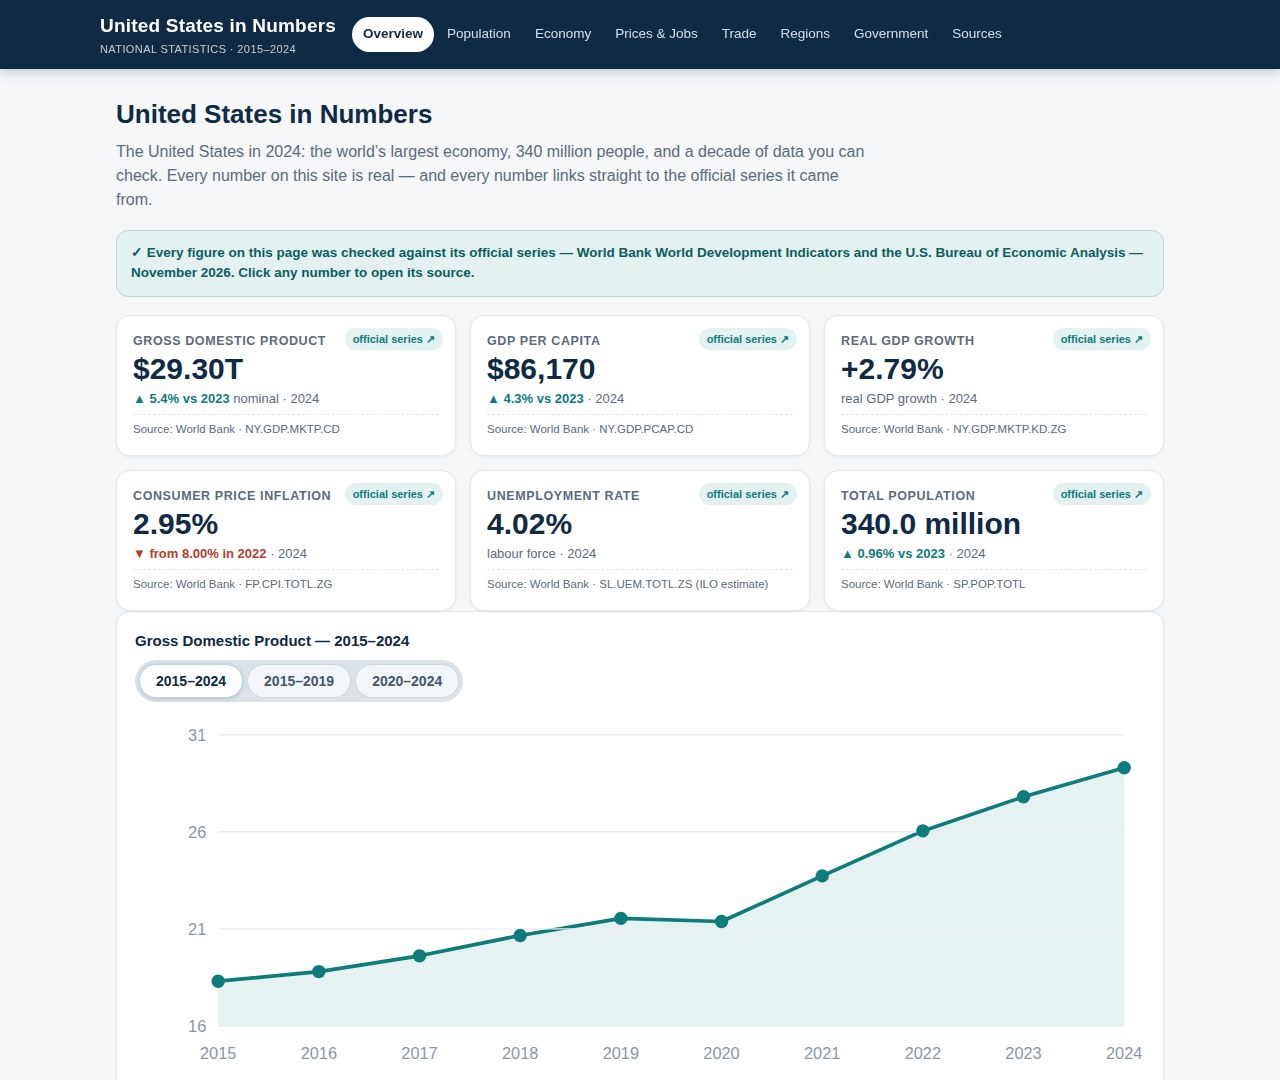 United States in Numbers
NATIONAL STATISTICS · 2015–2024
Overview
Population
Economy
Prices & Jobs
Trade
Regions
Government
Sources
United States in Numbers
The United States in 2024: the world’s largest economy, 340 million people, and a decade of data you can
check. Every number on this site is real — and every number links straight to the official series it came
from.
✓ Every figure on this page was checked against its official series — World Bank World Development Indicators and the U.S. Bureau of Economic Analysis —
November 2026. Click any number to open its source.
GROSS DOMESTIC PRODUCT
official series ↗
$29.30T
▲ 5.4% vs 2023 nominal · 2024
Source: World Bank · NY.GDP.MKTP.CD
GDP PER CAPITA
official series ↗
$86,170
▲ 4.3% vs 2023 · 2024
Source: World Bank · NY.GDP.PCAP.CD
REAL GDP GROWTH
official series ↗
+2.79%
real GDP growth · 2024
Source: World Bank · NY.GDP.MKTP.KD.ZG
CONSUMER PRICE INFLATION
official series ↗
2.95%
▼ from 8.00% in 2022 · 2024
Source: World Bank · FP.CPI.TOTL.ZG
UNEMPLOYMENT RATE
official series ↗
4.02%
labour force · 2024
Source: World Bank · SL.UEM.TOTL.ZS (ILO estimate)
TOTAL POPULATION
official series ↗
340.0 million
▲ 0.96% vs 2023 · 2024
Source: World Bank · SP.POP.TOTL
Gross Domestic Product — 2015–2024
2015–2024
2015–2019
2020–2024
31
26
21
16
2015
2016
2017
2018
2019
2020
2021
2022
2023
2024